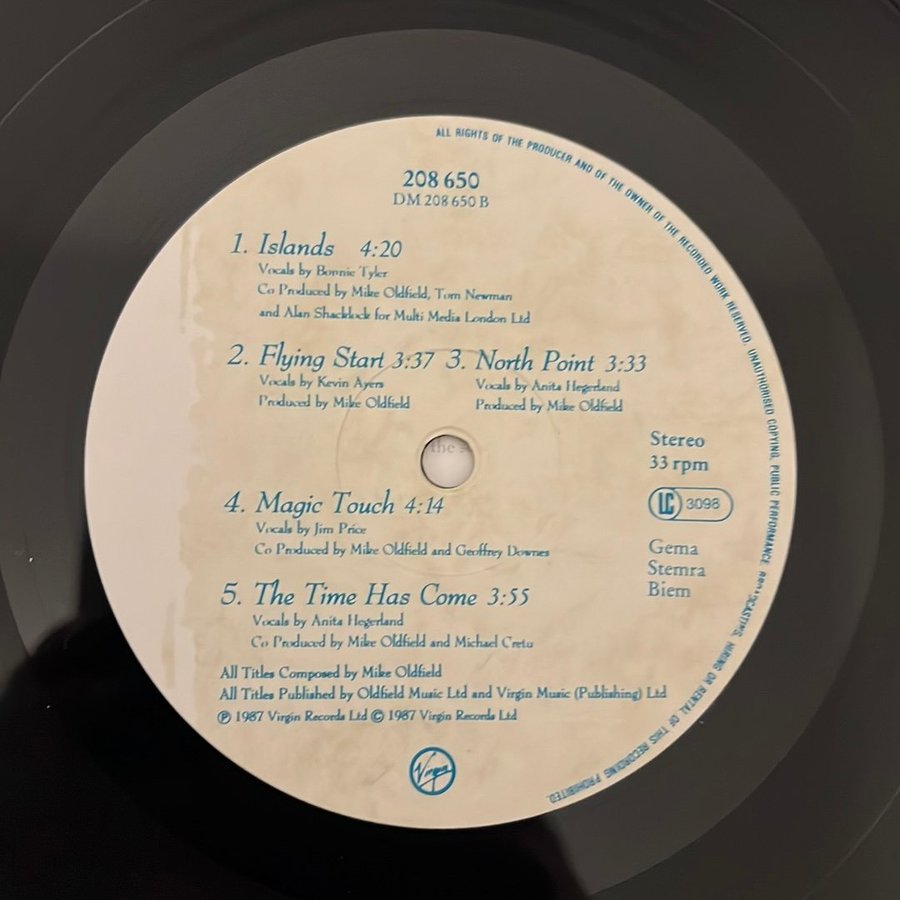 ALL RIGHTS OF THE PRODUCER AND OF THE OWNER OF THE RECORDED WORK RESERVED. UNAUTHORISED COPYING, PUBLIC PERFORMANCE, BROADCASTING, HIRING OR RENTAL OF THIS RECORDING PROHIBITED.
208 650
DM 208 650 B
1. Islands 4:20
Vocals by Bonnie Tyler
Co Produced by Mike Oldfield, Tom Newman
and Alan Shacklock for Multi Media London Ltd
2. Flying Start 3:37 3. North Point 3:33
Vocals by Kevin Ayers Vocals by Anita Hegerland
Produced by Mike Oldfield Produced by Mike Oldfield
the s
Stereo
33 rpm
LC 3098
Gema
Stemra
Biem
4. Magic Touch 4:14
Vocals by Jim Price
Co Produced by Mike Oldfield and Geoffrey Downes
5. The Time Has Come 3:55
Vocals by Anita Hegerland
Co Produced by Mike Oldfield and Michael Cretu
All Titles Composed by Mike Oldfield
All Titles Published by Oldfield Music Ltd and Virgin Music (Publishing) Ltd
Ⓟ 1987 Virgin Records Ltd © 1987 Virgin Records Ltd
Virgin